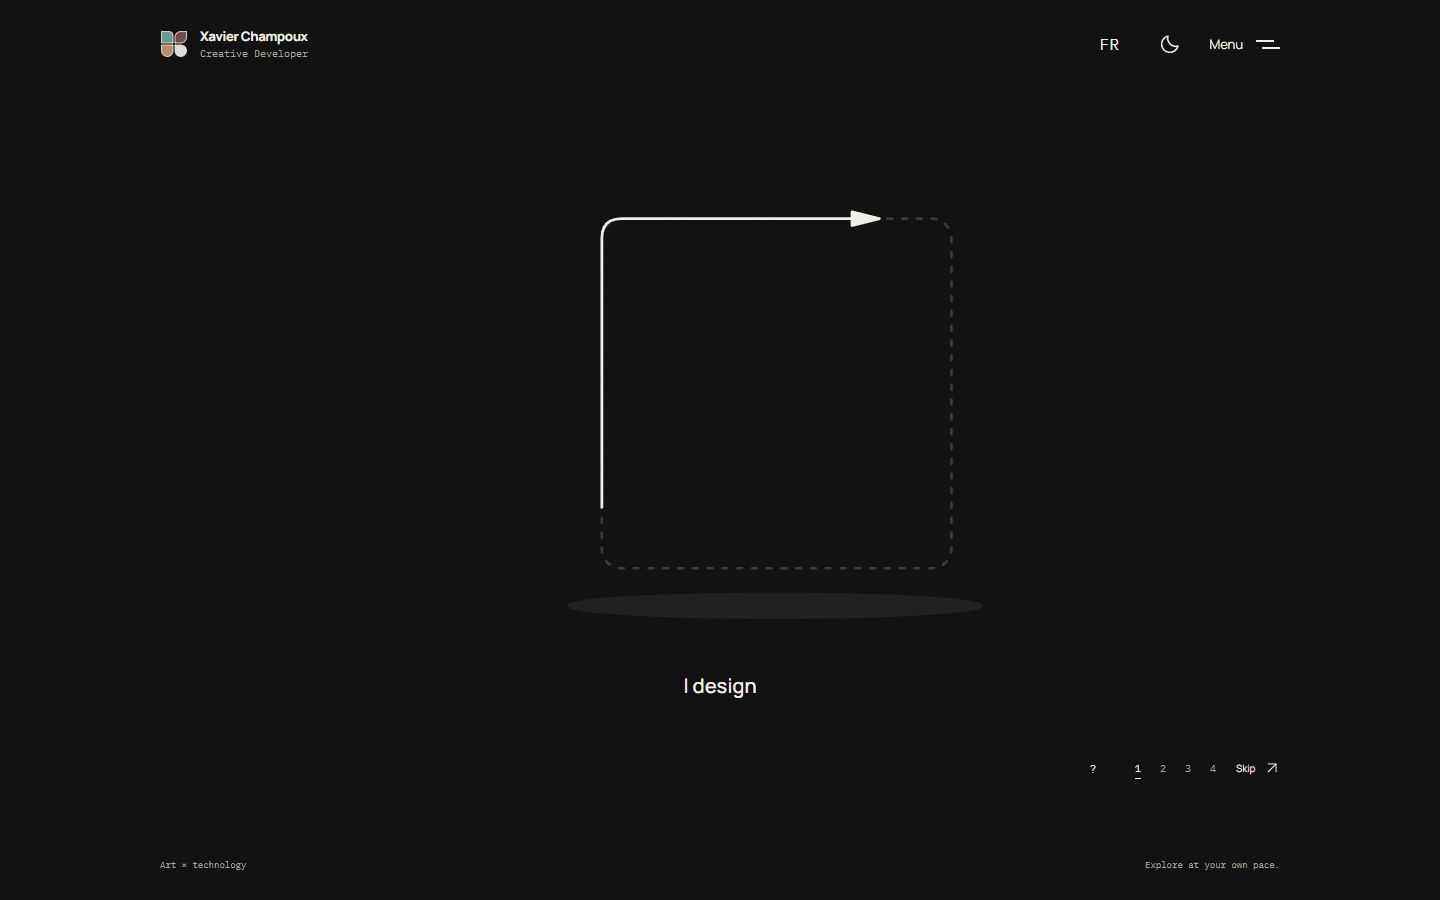 Xavier Champoux
Creative Developer
FR
Menu
I design
? 1 2 3 4 Skip
Art × technology
Explore at your own pace.